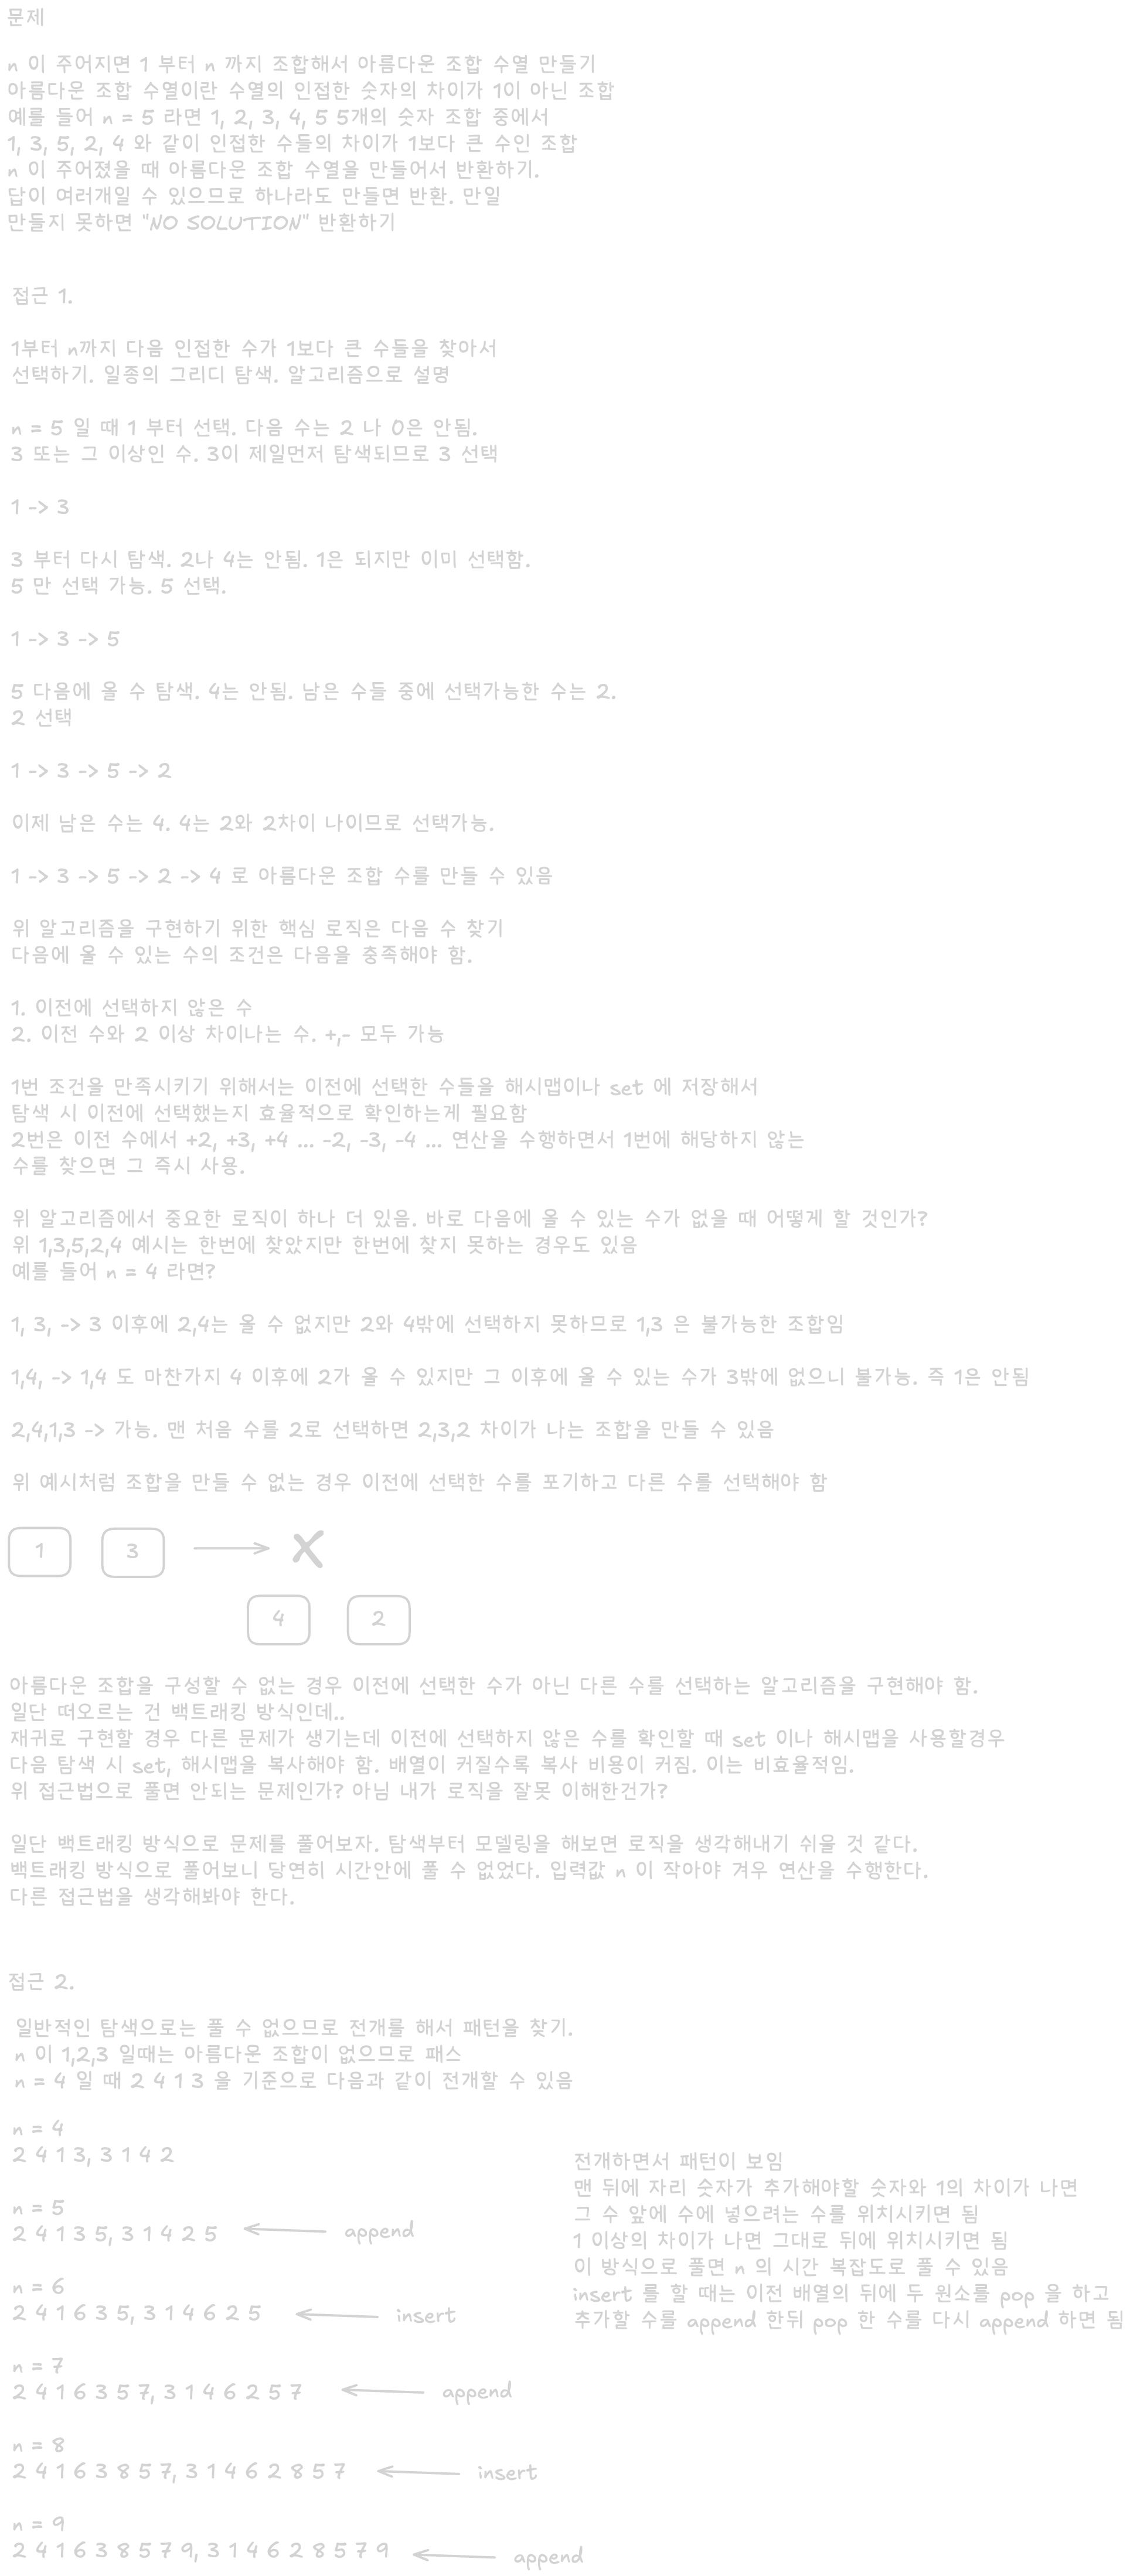 문제
n 이 주어지면 1 부터 n 까지 조합해서 아름다운 조합 수열 만들기
아름다운 조합 수열이란 수열의 인접한 숫자의 차이가 1이 아닌 조합
예를 들어 n = 5 라면 1, 2, 3, 4, 5 5개의 숫자 조합 중에서
1, 3, 5, 2, 4 와 같이 인접한 수들의 차이가 1보다 큰 수인 조합
n 이 주어졌을 때 아름다운 조합 수열을 만들어서 반환하기.
답이 여러개일 수 있으므로 하나라도 만들면 반환. 만일
만들지 못하면 "NO SOLUTION" 반환하기
접근 1.
1부터 n까지 다음 인접한 수가 1보다 큰 수들을 찾아서
선택하기. 일종의 그리디 탐색. 알고리즘으로 설명
n = 5 일 때 1 부터 선택. 다음 수는 2 나 0은 안됨.
3 또는 그 이상인 수. 3이 제일먼저 탐색되므로 3 선택
1 -> 3
3 부터 다시 탐색. 2나 4는 안됨. 1은 되지만 이미 선택함.
5 만 선택 가능. 5 선택.
1 -> 3 -> 5
5 다음에 올 수 탐색. 4는 안됨. 남은 수들 중에 선택가능한 수는 2.
2 선택
1 -> 3 -> 5 -> 2
이제 남은 수는 4. 4는 2와 2차이 나이므로 선택가능.
1 -> 3 -> 5 -> 2 -> 4 로 아름다운 조합 수를 만들 수 있음
위 알고리즘을 구현하기 위한 핵심 로직은 다음 수 찾기
다음에 올 수 있는 수의 조건은 다음을 충족해야 함.
1. 이전에 선택하지 않은 수
2. 이전 수와 2 이상 차이나는 수. +,- 모두 가능
1번 조건을 만족시키기 위해서는 이전에 선택한 수들을 해시맵이나 set 에 저장해서
탐색 시 이전에 선택했는지 효율적으로 확인하는게 필요함
2번은 이전 수에서 +2, +3, +4 ... -2, -3, -4 ... 연산을 수행하면서 1번에 해당하지 않는
수를 찾으면 그 즉시 사용.
위 알고리즘에서 중요한 로직이 하나 더 있음. 바로 다음에 올 수 있는 수가 없을 때 어떻게 할 것인가?
위 1,3,5,2,4 예시는 한번에 찾았지만 한번에 찾지 못하는 경우도 있음
예를 들어 n = 4 라면?
1, 3, -> 3 이후에 2,4는 올 수 없지만 2와 4밖에 선택하지 못하므로 1,3 은 불가능한 조합임
1,4, -> 1,4 도 마찬가지 4 이후에 2가 올 수 있지만 그 이후에 올 수 있는 수가 3밖에 없으니 불가능. 즉 1은 안됨
2,4,1,3 -> 가능. 맨 처음 수를 2로 선택하면 2,3,2 차이가 나는 조합을 만들 수 있음
위 예시처럼 조합을 만들 수 없는 경우 이전에 선택한 수를 포기하고 다른 수를 선택해야 함
1 3 X
4 2
아름다운 조합을 구성할 수 없는 경우 이전에 선택한 수가 아닌 다른 수를 선택하는 알고리즘을 구현해야 함.
일단 떠오르는 건 백트래킹 방식인데..
재귀로 구현할 경우 다른 문제가 생기는데 이전에 선택하지 않은 수를 확인할 때 set 이나 해시맵을 사용할경우
다음 탐색 시 set, 해시맵을 복사해야 함. 배열이 커질수록 복사 비용이 커짐. 이는 비효율적임.
위 접근법으로 풀면 안되는 문제인가? 아님 내가 로직을 잘못 이해한건가?
일단 백트래킹 방식으로 문제를 풀어보자. 탐색부터 모델링을 해보면 로직을 생각해내기 쉬울 것 같다.
백트래킹 방식으로 풀어보니 당연히 시간안에 풀 수 없었다. 입력값 n 이 작아야 겨우 연산을 수행한다.
다른 접근법을 생각해봐야 한다.
접근 2.
일반적인 탐색으로는 풀 수 없으므로 전개를 해서 패턴을 찾기.
n 이 1,2,3 일때는 아름다운 조합이 없으므로 패스
n = 4 일 때 2 4 1 3 을 기준으로 다음과 같이 전개할 수 있음
n = 4
2 4 1 3, 3 1 4 2
n = 5
2 4 1 3 5, 3 1 4 2 5 append
n = 6
2 4 1 6 3 5, 3 1 4 6 2 5 insert
n = 7
2 4 1 6 3 5 7, 3 1 4 6 2 5 7 append
n = 8
2 4 1 6 3 8 5 7, 3 1 4 6 2 8 5 7 insert
n = 9
2 4 1 6 3 8 5 7 9, 3 1 4 6 2 8 5 7 9 append
전개하면서 패턴이 보임
맨 뒤에 자리 숫자가 추가해야할 숫자와 1의 차이가 나면
그 수 앞에 수에 넣으려는 수를 위치시키면 됨
1 이상의 차이가 나면 그대로 뒤에 위치시키면 됨
이 방식으로 풀면 n 의 시간 복잡도로 풀 수 있음
insert 를 할 때는 이전 배열의 뒤에 두 원소를 pop 을 하고
추가할 수를 append 한뒤 pop 한 수를 다시 append 하면 됨